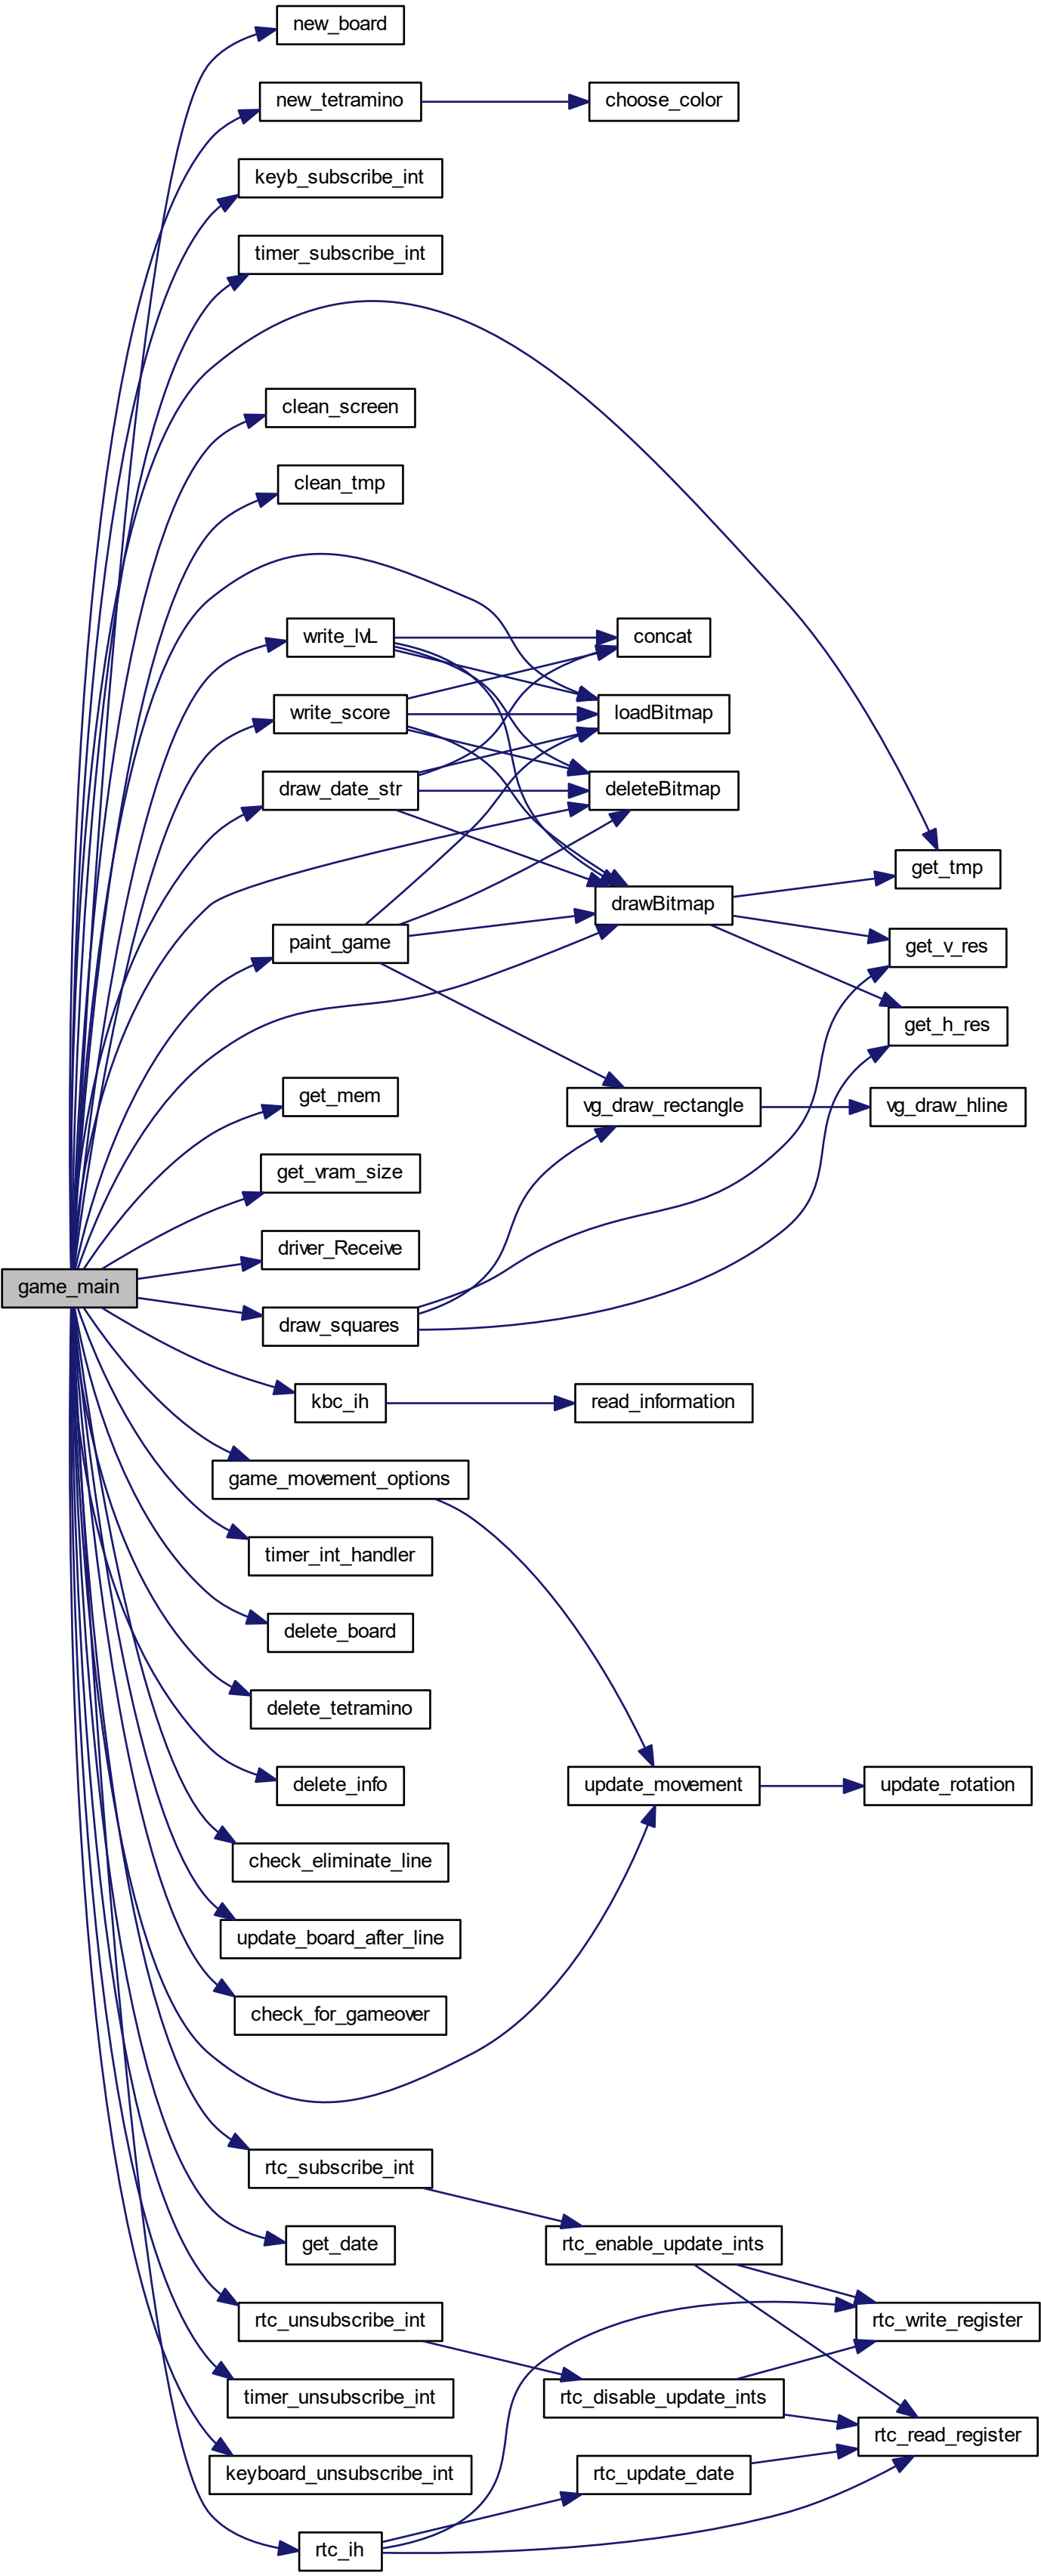 new_board
new_tetramino
choose_color
keyb_subscribe_int
timer_subscribe_int
clean_screen
clean_tmp
write_lvL
concat
write_score
loadBitmap
draw_date_str
deleteBitmap
get_tmp
drawBitmap
paint_game
get_v_res
get_h_res
get_mem
vg_draw_rectangle
vg_draw_hline
get_vram_size
driver_Receive
game_main
draw_squares
kbc_ih
read_information
game_movement_options
timer_int_handler
delete_board
delete_tetramino
delete_info
update_movement
update_rotation
check_eliminate_line
update_board_after_line
check_for_gameover
rtc_subscribe_int
get_date
rtc_enable_update_ints
rtc_unsubscribe_int
rtc_write_register
timer_unsubscribe_int
rtc_disable_update_ints
rtc_read_register
keyboard_unsubscribe_int
rtc_update_date
rtc_ih